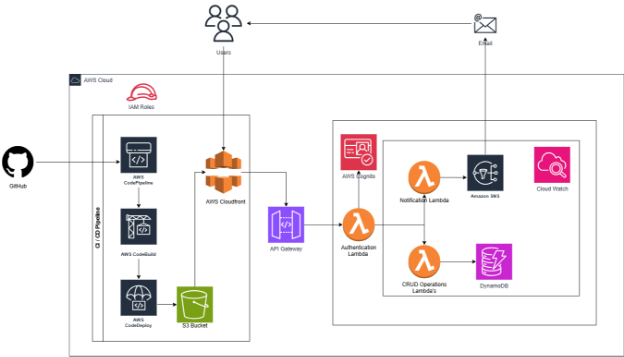 Users
Email
AWS Cloud
IAM Roles
GitHub
CI / CD Pipeline
AWS
CodePipeline
AWS CodeBuild
AWS
CodeDeploy
S3 Bucket
AWS Cloudfront
API Gateway
AWS Cognito
Authentication
Lambda
Notification Lambda
Amazon SNS
Cloud Watch
CRUD Operations
Lambda's
DynamoDB